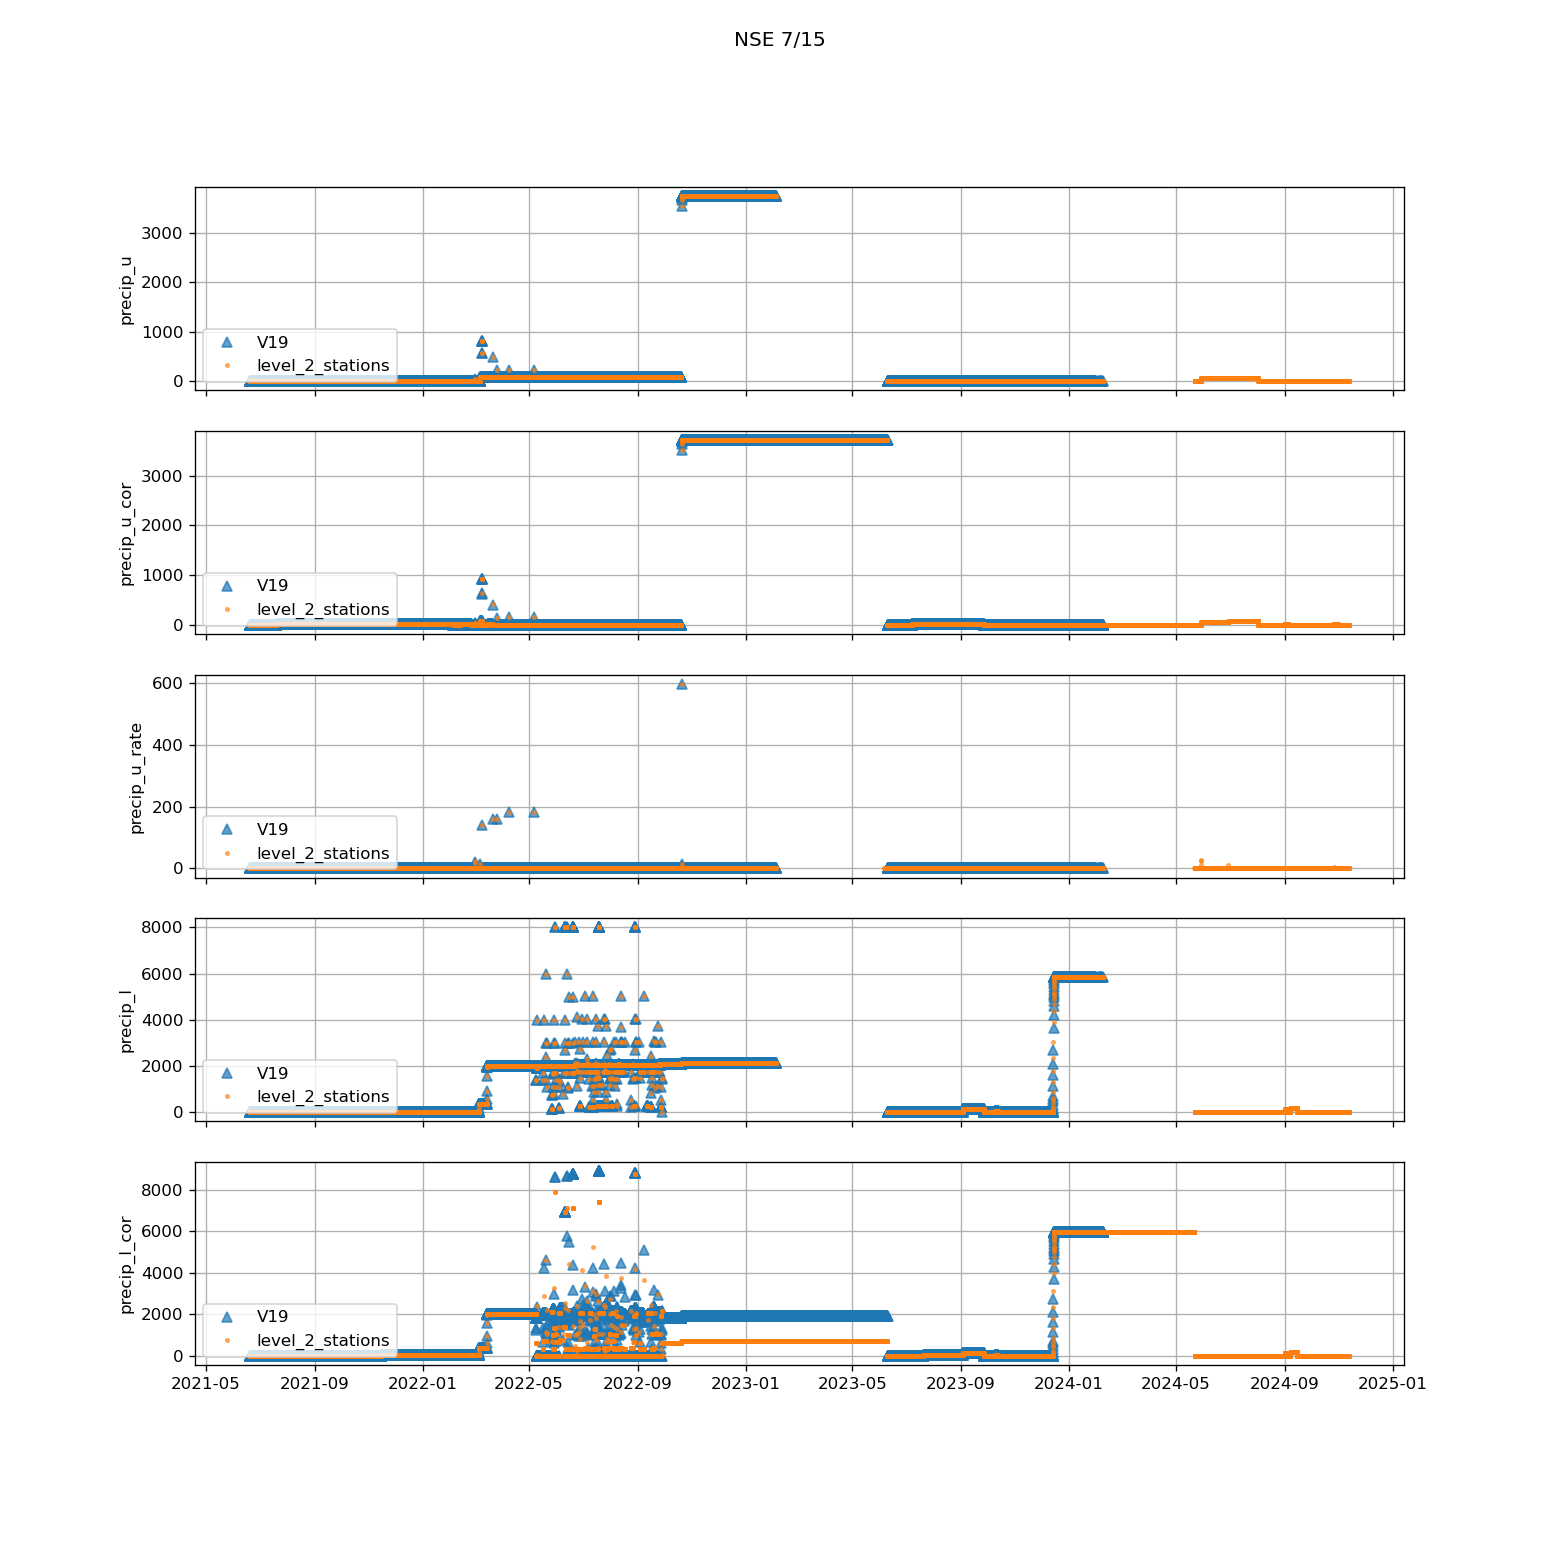 NSE 7/15
precip_u
3000
2000
1000
0
V19
level_2_stations
precip_u_cor
3000
2000
1000
0
V19
level_2_stations
precip_u_rate
600
400
200
0
V19
level_2_stations
precip_l
8000
6000
4000
2000
0
V19
level_2_stations
precip_l_cor
8000
6000
4000
2000
0
V19
level_2_stations
2021-05 2021-09 2022-01 2022-05 2022-09 2023-01 2023-05 2023-09 2024-01 2024-05 2024-09 2025-01